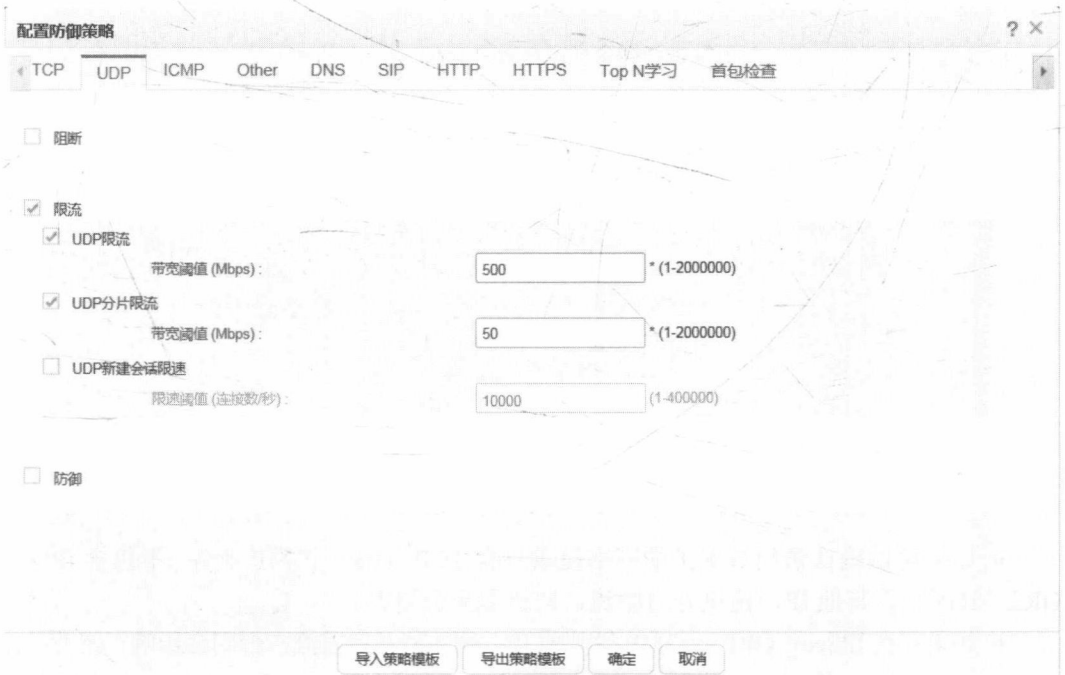 配置防御策略 ? ×
TCP UDP ICMP Other DNS SIP HTTP HTTPS Top N学习 首包检查
阻断
限流
UDP限流
带宽阈值 (Mbps) : 500 * (1-2000000)
UDP分片限流
带宽阈值 (Mbps) : 50 * (1-2000000)
UDP新建会话限速
限速阈值 (连接数/秒) : 10000 (1-400000)
防御
导入策略模板 导出策略模板 确定 取消